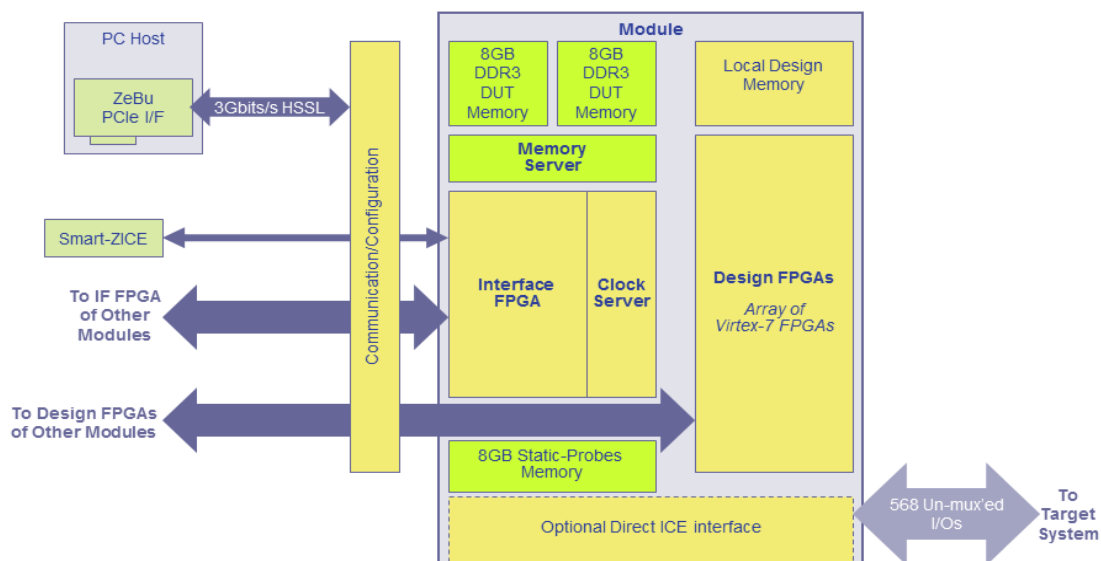 PC Host
ZeBu
PCIe I/F
3Gbits/s HSSL
Smart-ZICE
To IF FPGA
of Other
Modules
To Design FPGAs
of Other Modules
Communication/Configuration
Module
8GB
DDR3
DUT
Memory
8GB
DDR3
DUT
Memory
Memory
Server
Interface
FPGA
Clock
Server
Local Design
Memory
Design FPGAs
Array of
Virtex-7 FPGAs
8GB Static-Probes
Memory
Optional Direct ICE interface
568 Un-mux'ed
I/Os
To
Target
System